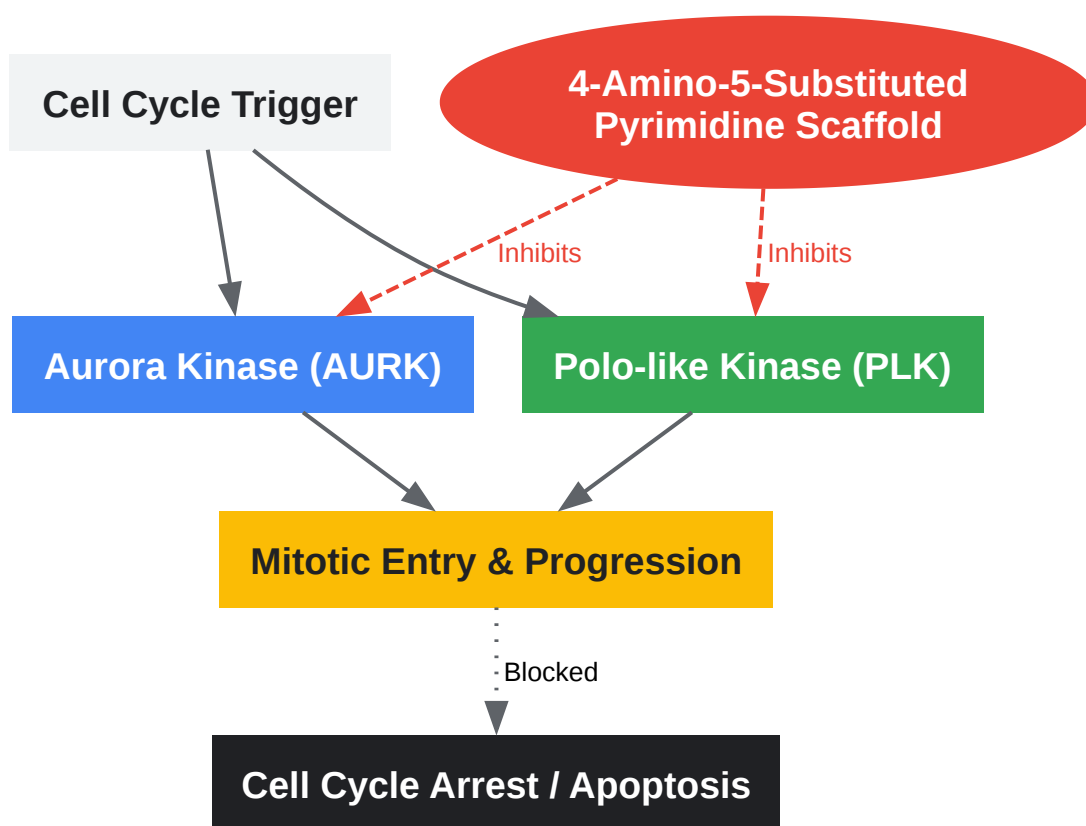 Cell Cycle Trigger
4-Amino-5-Substituted
Pyrimidine Scaffold
Inhibits
Inhibits
Aurora Kinase (AURK)
Polo-like Kinase (PLK)
Mitotic Entry & Progression
Blocked
Cell Cycle Arrest / Apoptosis